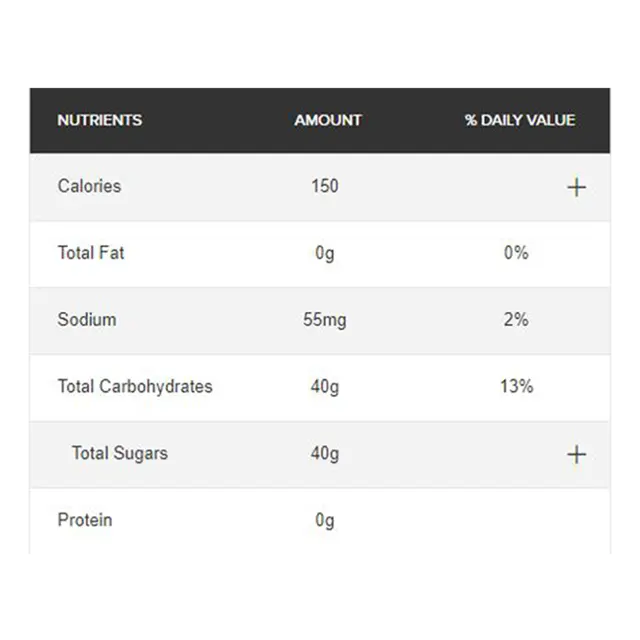 NUTRIENTS AMOUNT % DAILY VALUE
Calories 150 +
Total Fat 0g 0%
Sodium 55mg 2%
Total Carbohydrates 40g 13%
Total Sugars 40g +
Protein 0g